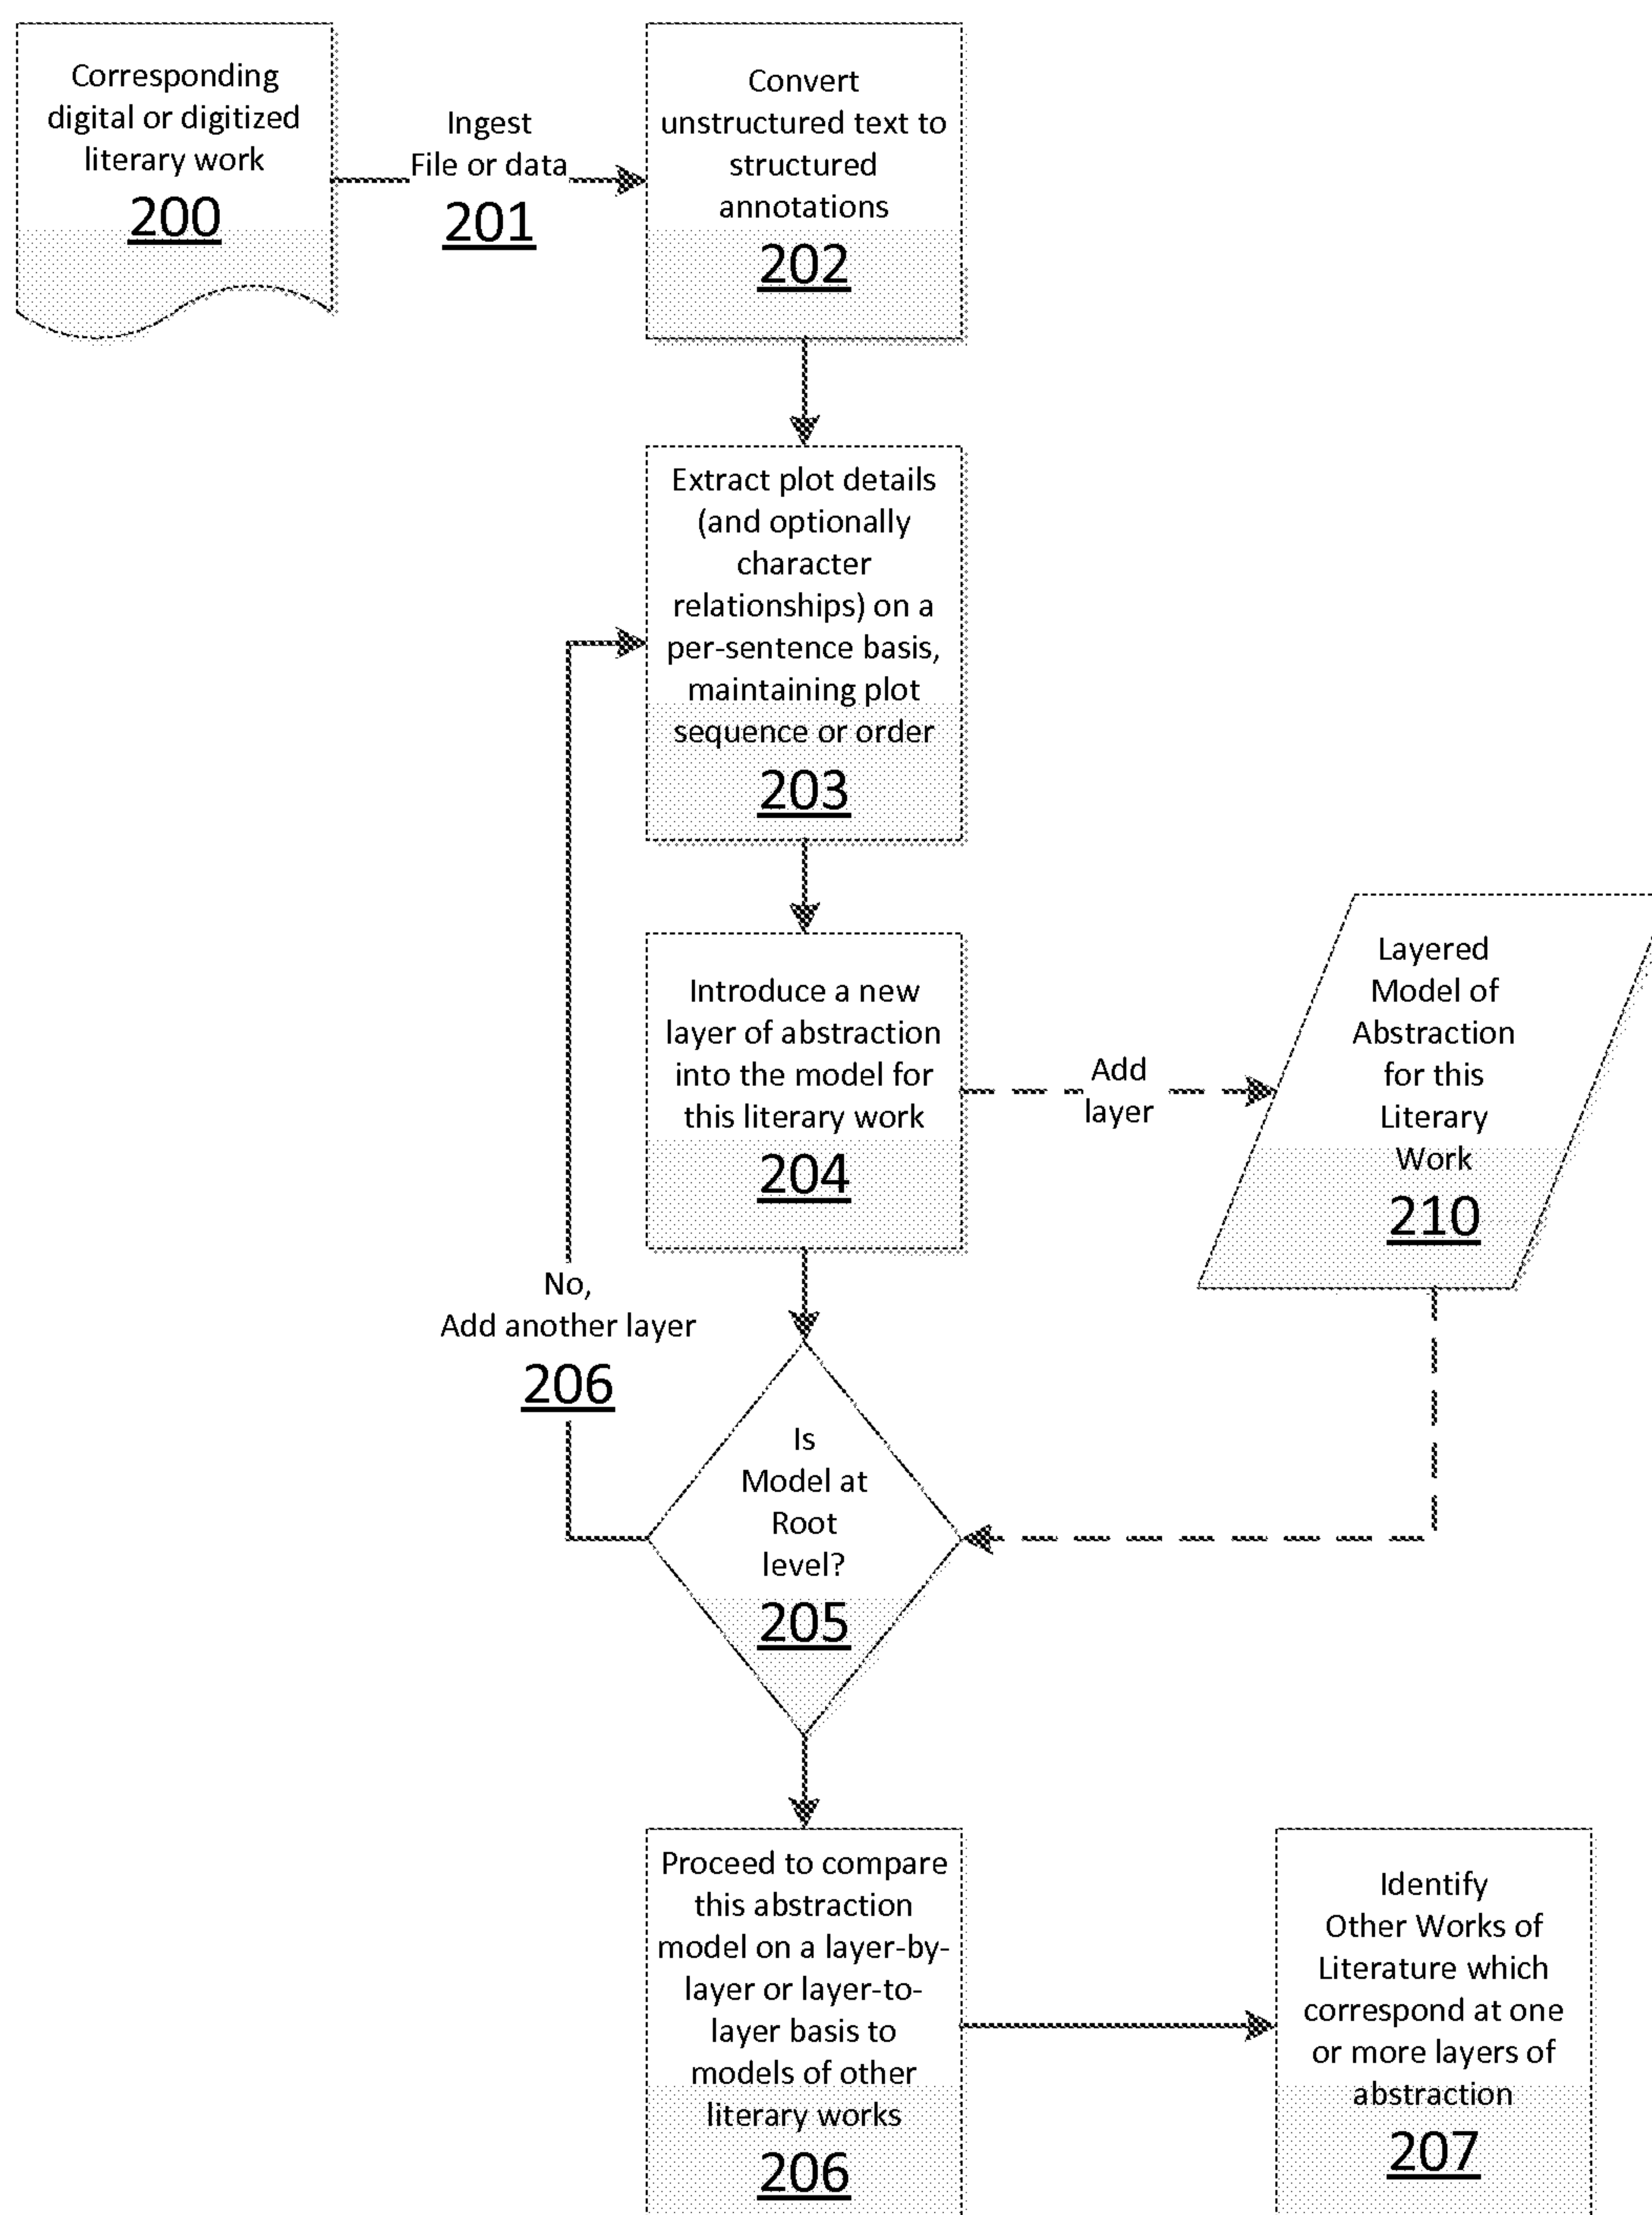 Corresponding
digital or digitized
literary work
200
Ingest
File or data
201
Convert
unstructured text to
structured
annotations
202
Extract plot details
(and optionally
character
relationships) on a
per-sentence basis,
maintaining plot
sequence or order
203
Introduce a new
layer of abstraction
into the model for
this literary work
204
Add
layer
Layered
Model of
Abstraction
for this
Literary
Work
210
No,
Add another layer
206
Is
Model at
Root
level?
205
Proceed to compare
this abstraction
model on a layer-by-
layer or layer-to-
layer basis to
models of other
literary works
206
Identify
Other Works of
Literature which
correspond at one
or more layers of
abstraction
207